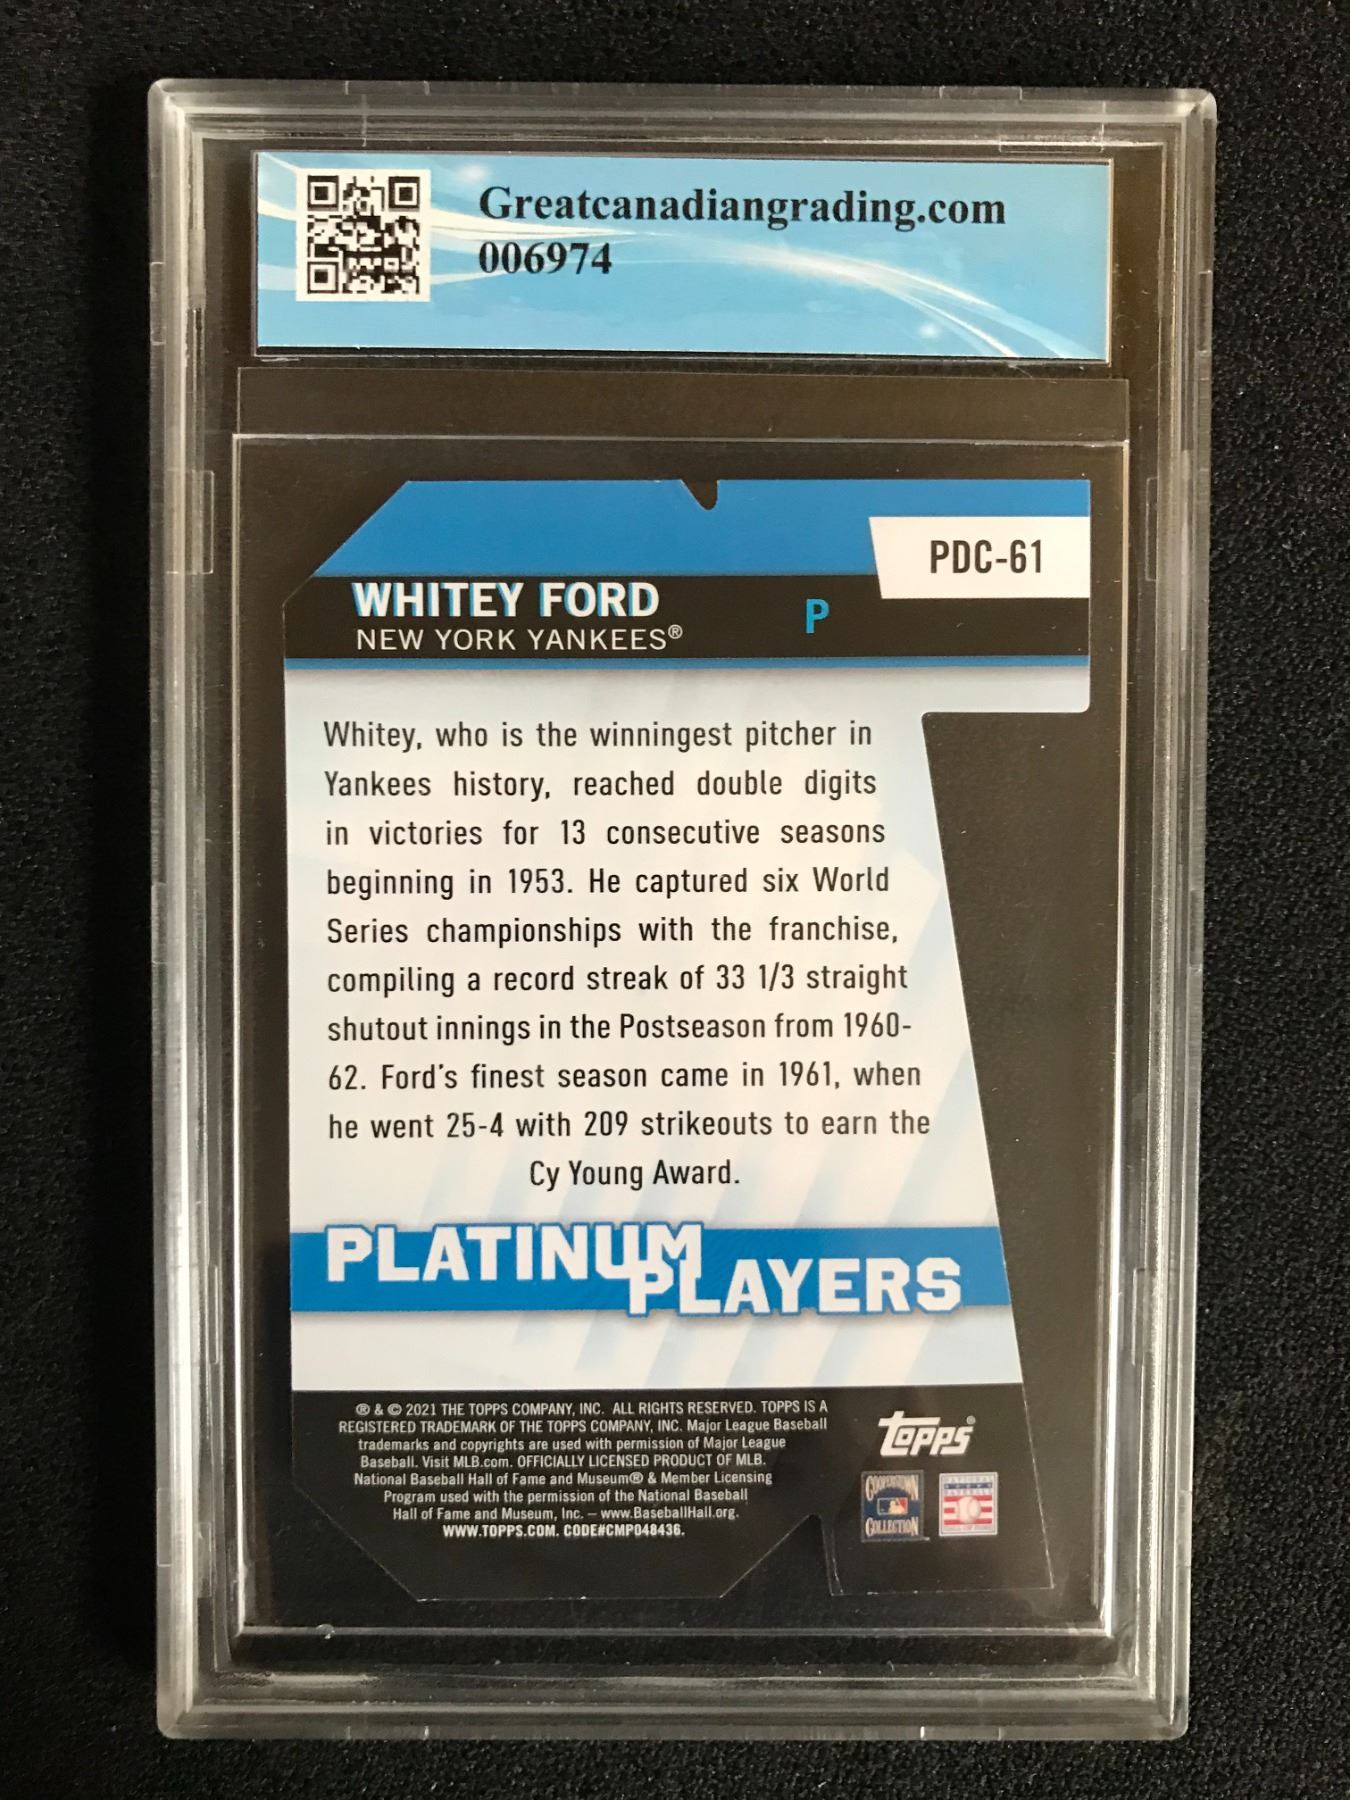 Greatcanadiangrading.com
006974
PDC-61
WHITEY FORD
P
NEW YORK YANKEES®
Whitey, who is the winningest pitcher in
Yankees history, reached double digits
in victories for 13 consecutive seasons
beginning in 1953. He captured six World
Series championships with the franchise,
compiling a record streak of 33 1/3 straight
shutout innings in the Postseason from 1960-
62. Ford's finest season came in 1961, when
he went 25-4 with 209 strikeouts to earn the
Cy Young Award.
PLATINUM
PLAYERS
® & © 2021 THE TOPPS COMPANY, INC. ALL RIGHTS RESERVED. TOPPS IS A
REGISTERED TRADEMARK OF THE TOPPS COMPANY, INC. Major League Baseball
trademarks and copyrights are used with permission of Major League
Baseball. Visit MLB.com. OFFICIALLY LICENSED PRODUCT OF MLB.
National Baseball Hall of Fame and Museum® & Member Licensing
Program used with the permission of the National Baseball
Hall of Fame and Museum, Inc. – www.BaseballHall.org.
WWW.TOPPS.COM. CODE#CMP048436.
Topps®
COOPERSTOWN
COLLECTION